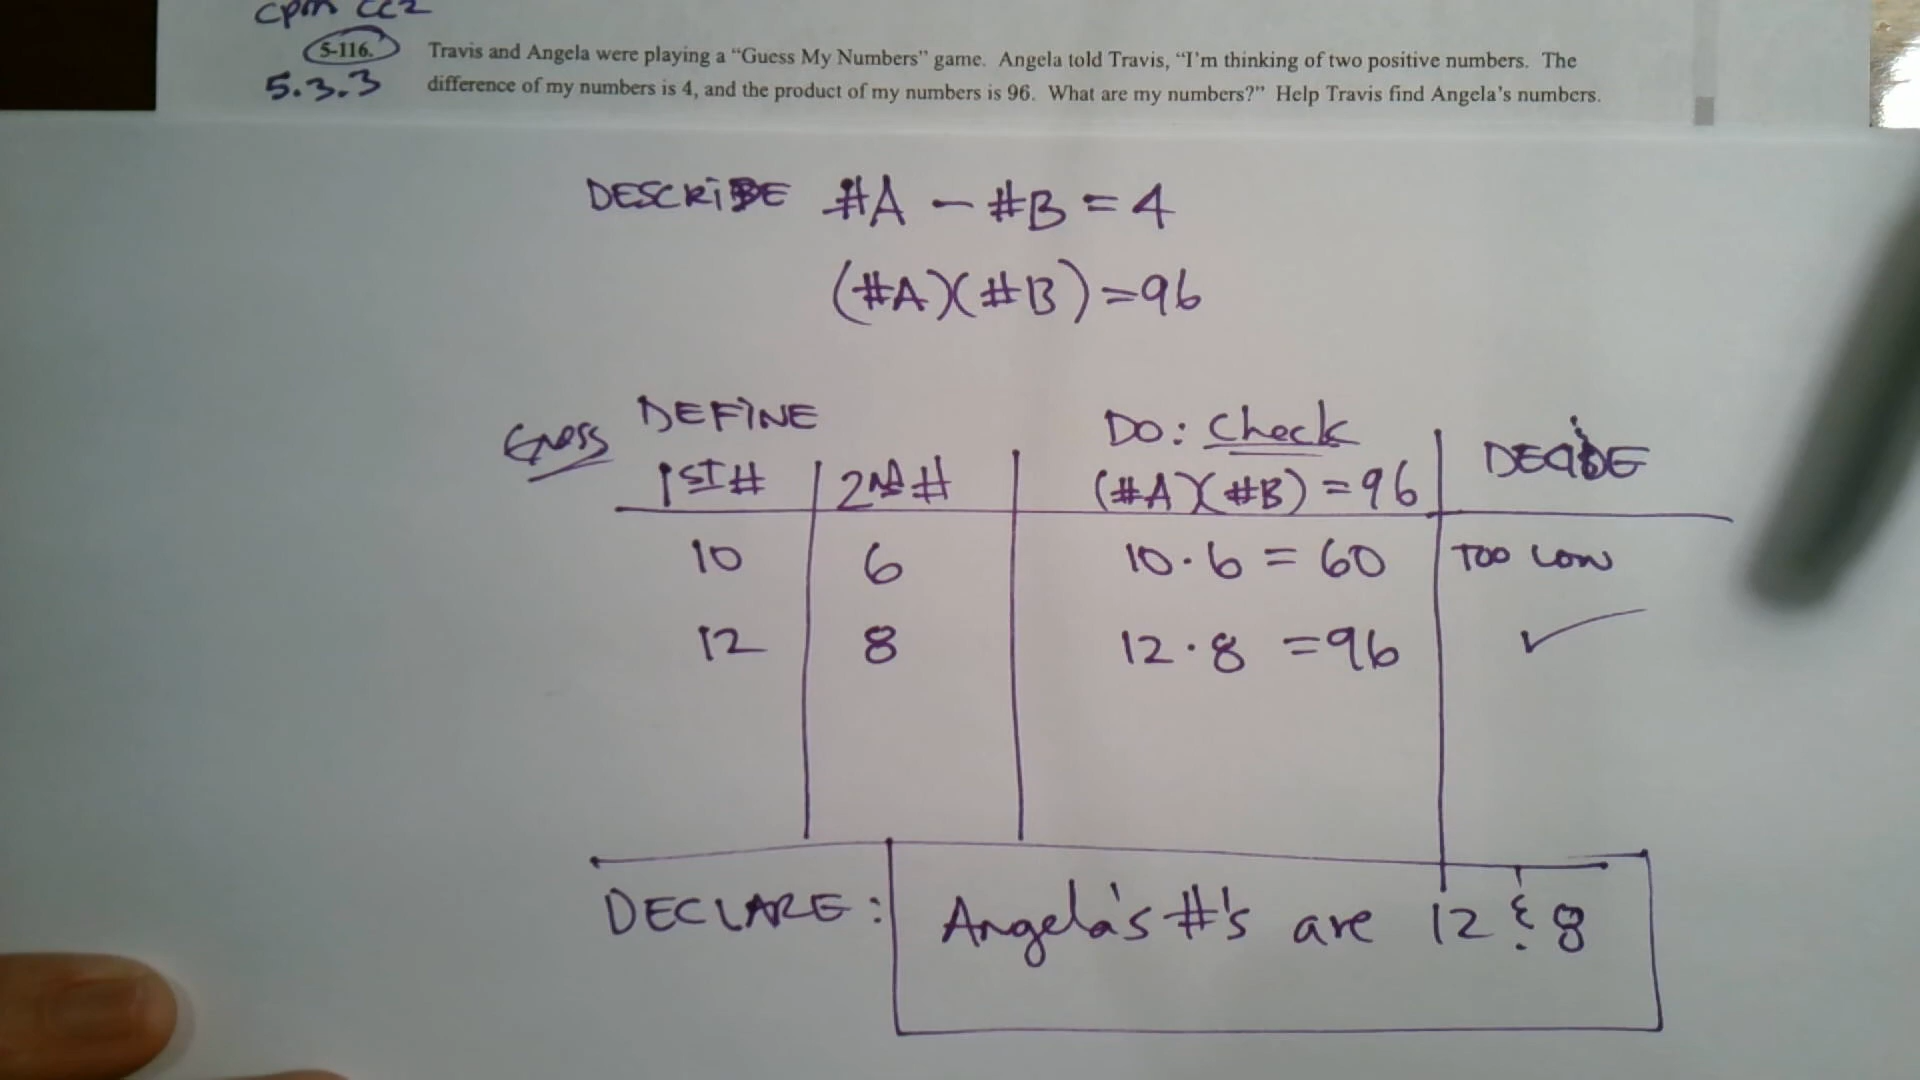 cpm cc2
5-116. Travis and Angela were playing a “Guess My Numbers” game. Angela told Travis, “I'm thinking of two positive numbers. The
5.3.3 difference of my numbers is 4, and the product of my numbers is 96. What are my numbers?” Help Travis find Angela's numbers.
DESCRIBE #A - #B = 4
(#A)(#B) = 96
Guess DEFINE DO: Check DECIDE
1ST # 2ND # (#A)(#B) = 96
10 6 10 · 6 = 60 TOO LOW
12 8 12 · 8 = 96 ✓
DECLARE: Angela's #'s are 12 & 8